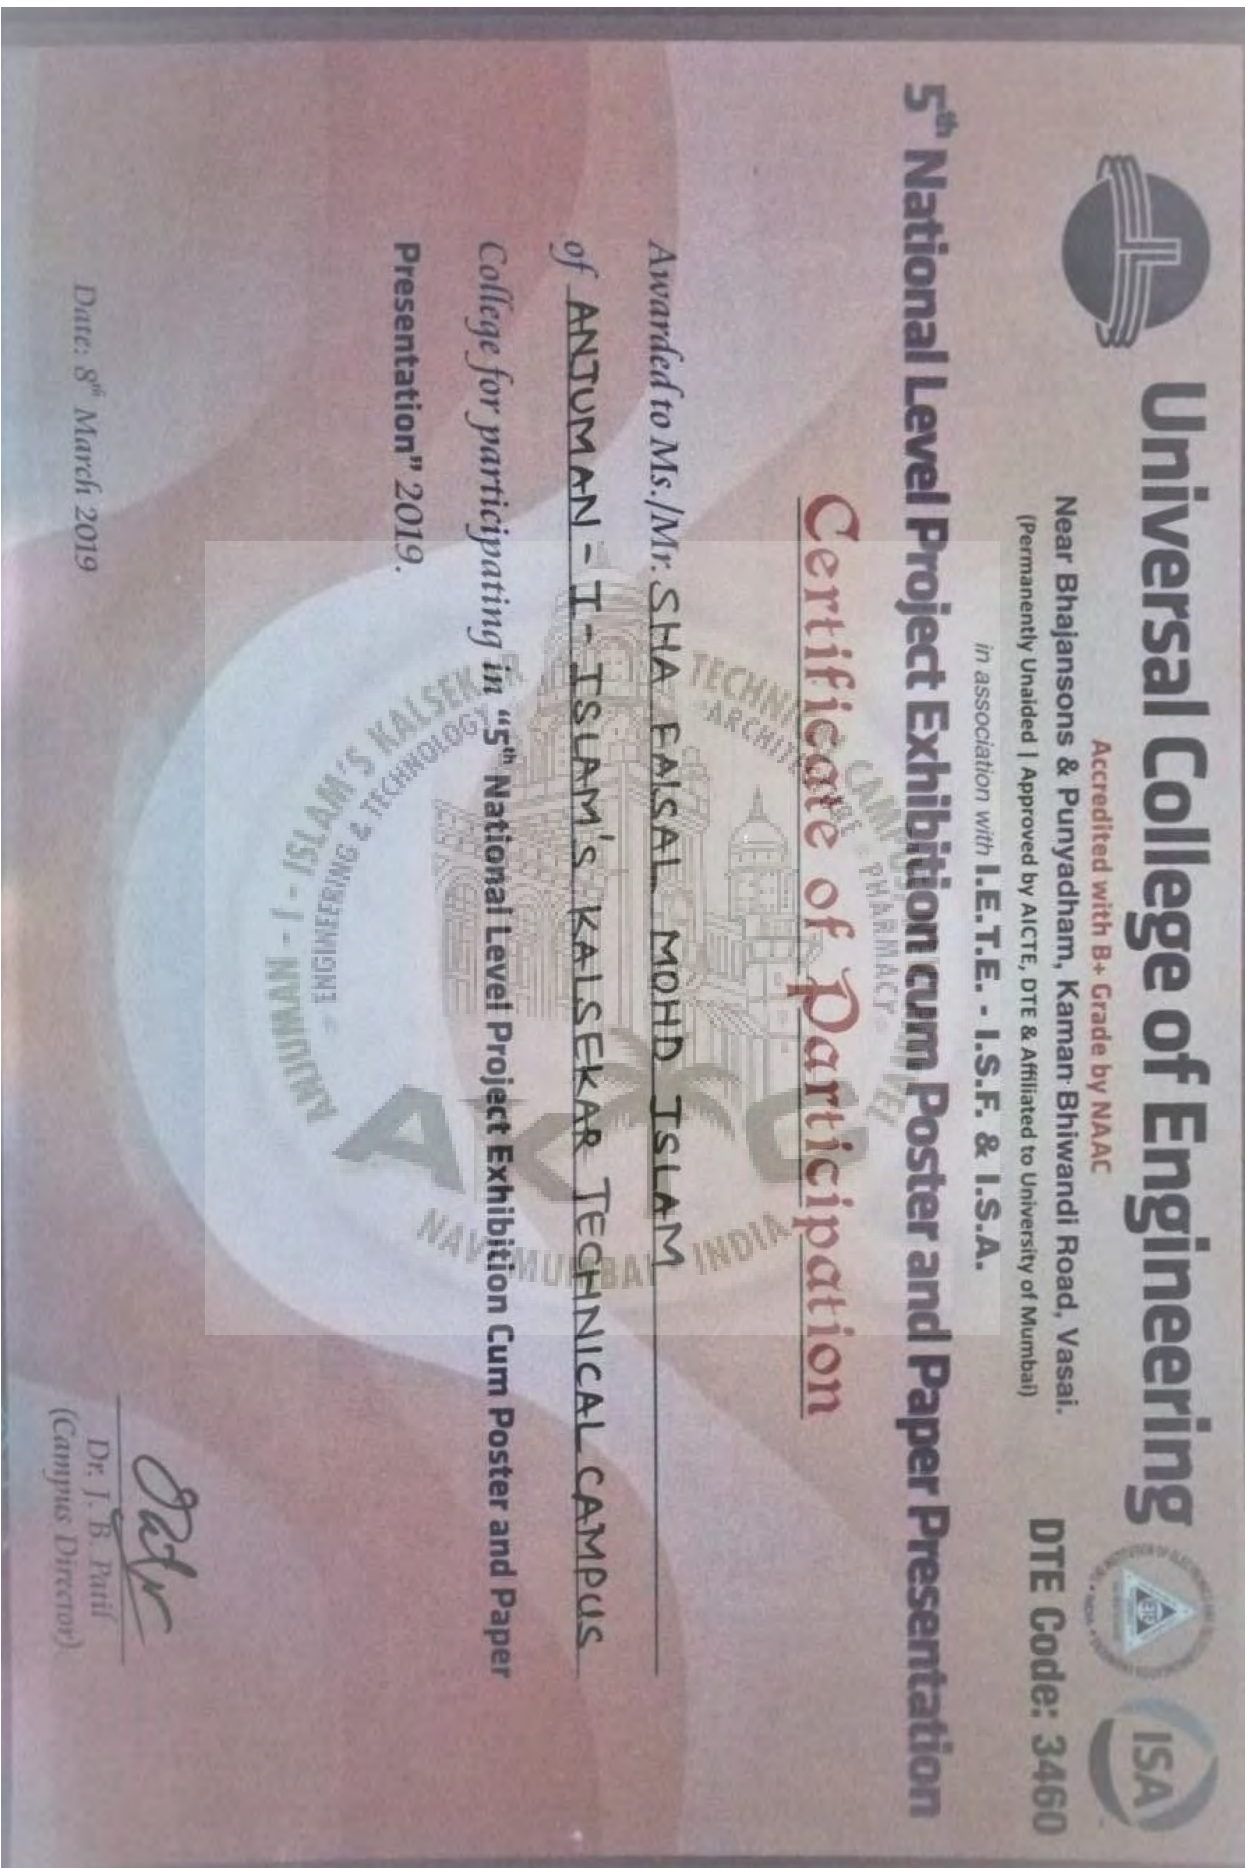 Universal College of Engineering
Accredited with B+ Grade by NAAC
Near Bhajansons & Punyadham, Kaman-Bhiwandi Road, Vasai.
(Permanently Unaided | Approved by AICTE, DTE & Affiliated to University of Mumbai)
DTE Code: 3460
ISA
in association with I.E.T.E. - I.S.F. & I.S.A.
5th National Level Project Exhibition cum Poster and Paper Presentation
Certificate of Participation
Awarded to Ms./Mr. SHA FAISAL MOHD ISLAM
of ANJUMAN-I-ISLAM'S KALSEKAR TECHNICAL CAMPUS
College for participating in "5th National Level Project Exhibition Cum Poster and Paper
Presentation" 2019.
Date: 8th March 2019
Dr. J. B. Patil
(Campus Director)
ANJUMAN - I - ISLAM'S KALSEKAR TECHNICAL CAMPUS
ENGINEERING & TECHNOLOGY ARCHITECTURE PHARMACY
AKTC
NAVI MUMBAI INDIA